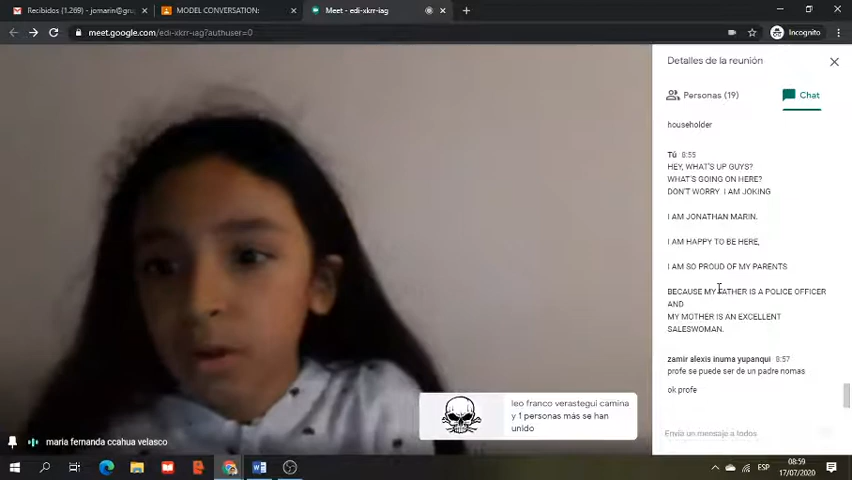 Recibidos (1.269) - jomarin@gru
MODEL CONVERSATION:
Meet - edi-xkrr-iag
meet.google.com/edi-xkrr-iag?authuser=0
Incognito
Detalles de la reunión
Personas (19)
Chat
householder
Tú 8:55
HEY, WHAT'S UP GUYS?
WHAT'S GOING ON HERE?
DON'T WORRY I AM JOKING
I AM JONATHAN MARIN.
I AM HAPPY TO BE HERE,
I AM SO PROUD OF MY PARENTS
BECAUSE MY FATHER IS A POLICE OFFICER
AND
MY MOTHER IS AN EXCELLENT
SALESWOMAN.
zamir alexis inuma yupanqui 8:57
profe se puede ser de un padre nomas
ok profe
Envía un mensaje a todos
leo franco verastegui camina
y 1 personas más se han
unido
maria fernanda ccahua velasco
ESP
08:59
17/07/2020